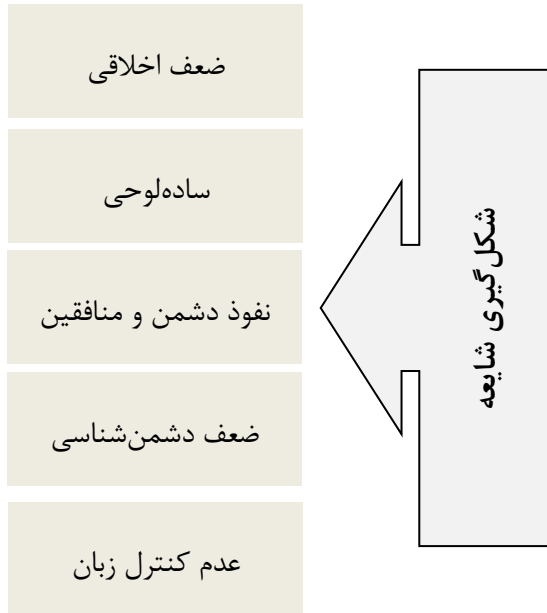 شکل‌گیری شایعه
ضعف اخلاقی
ساده‌لوحی
نفوذ دشمن و منافقین
ضعف دشمن‌شناسی
عدم کنترل زبان